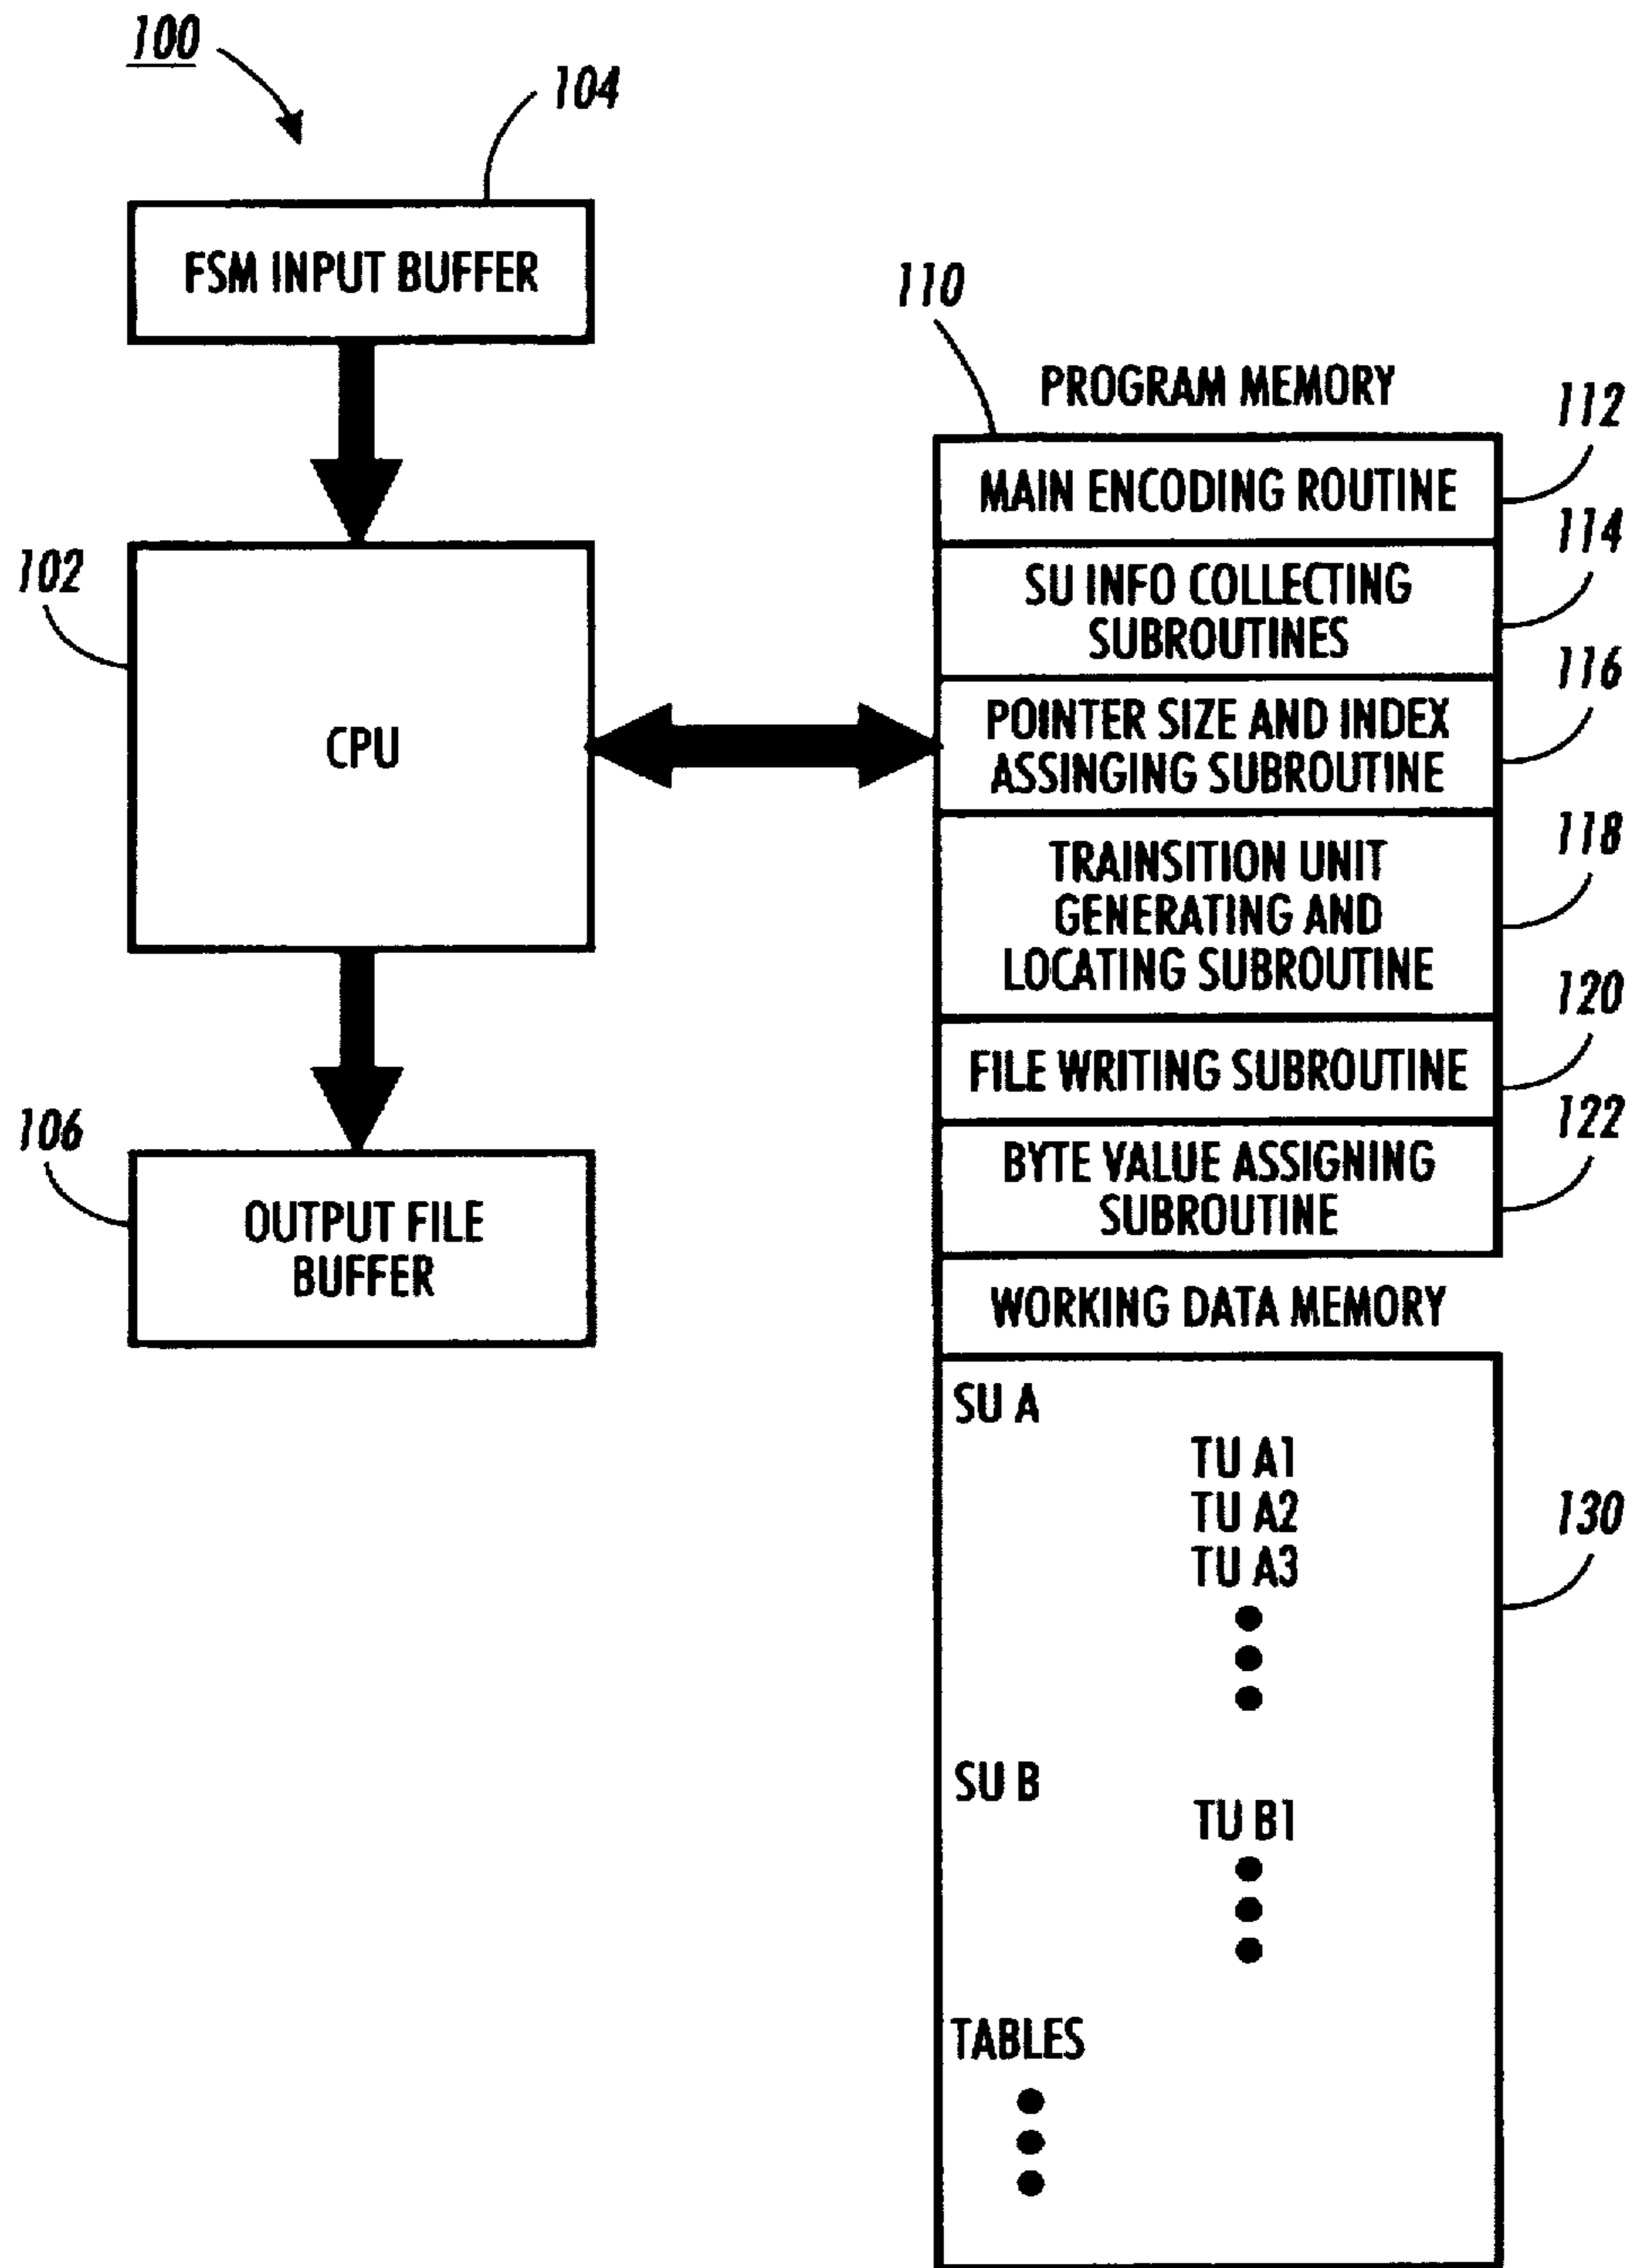 100
104
FSM INPUT BUFFER
110
PROGRAM MEMORY
112
MAIN ENCODING ROUTINE
114
SU INFO COLLECTING
SUBROUTINES
116
102
CPU
POINTER SIZE AND INDEX
ASSINGING SUBROUTINE
118
TRAINSITION UNIT
GENERATING AND
LOCATING SUBROUTINE
120
FILE WRITING SUBROUTINE
122
106
OUTPUT FILE
BUFFER
BYTE VALUE ASSIGNING
SUBROUTINE
WORKING DATA MEMORY
SU A
TU A1
TU A2
TU A3
130
SU B
TU B1
TABLES